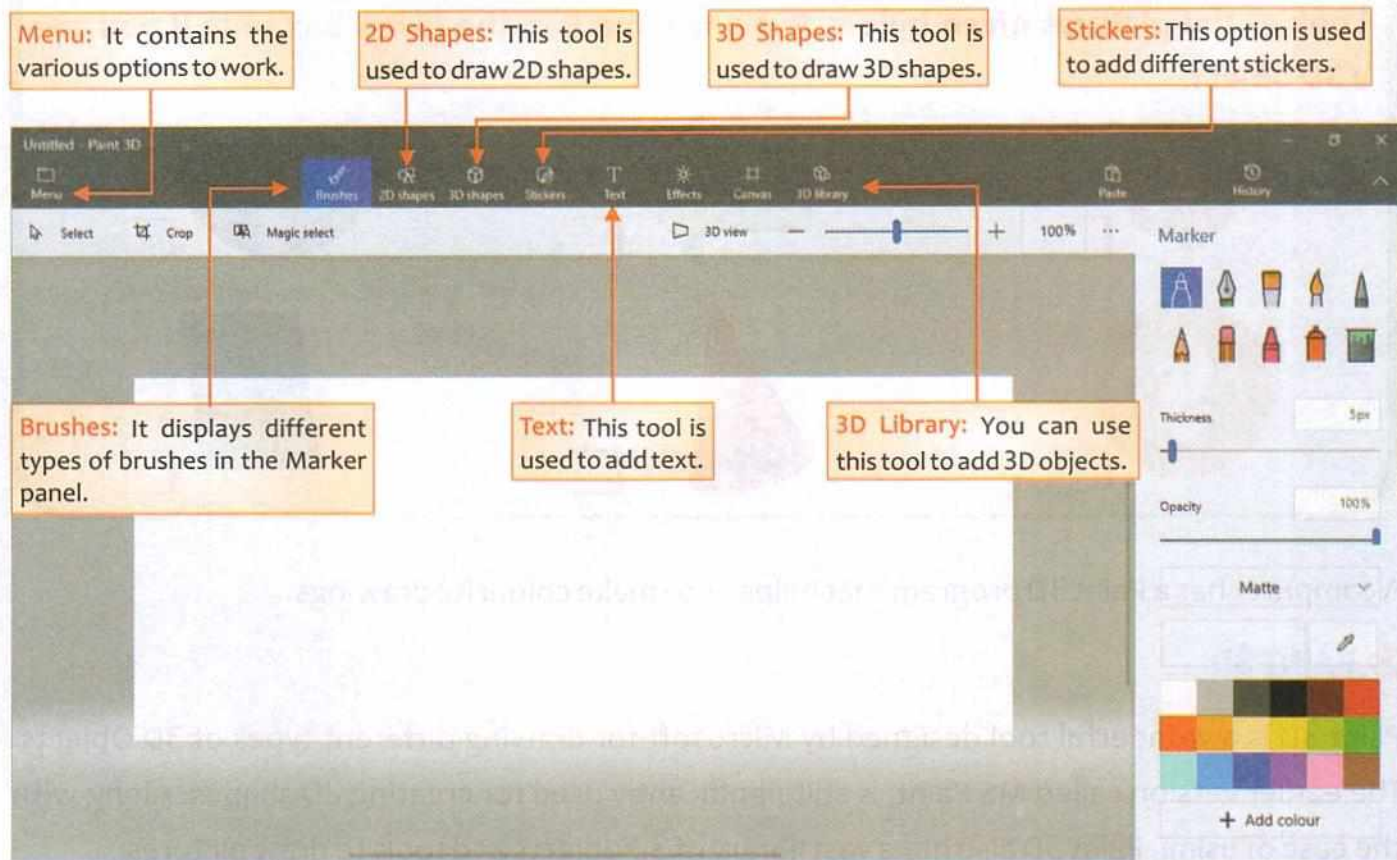 Menu: It contains the
various options to work.
2D Shapes: This tool is
used to draw 2D shapes.
3D Shapes: This tool is
used to draw 3D shapes.
Stickers: This option is used
to add different stickers.
Untitled - Paint 3D
Menu
Brushes
2D shapes
3D shapes
Stickers
Text
Effects
Canvas
3D library
Paste
History
Select
Crop
Magic select
3D view
100%
Marker
Brushes: It displays different
types of brushes in the Marker
panel.
Text: This tool is
used to add text.
3D Library: You can use
this tool to add 3D objects.
Thickness
5px
Opacity
100%
Matte
+ Add colour